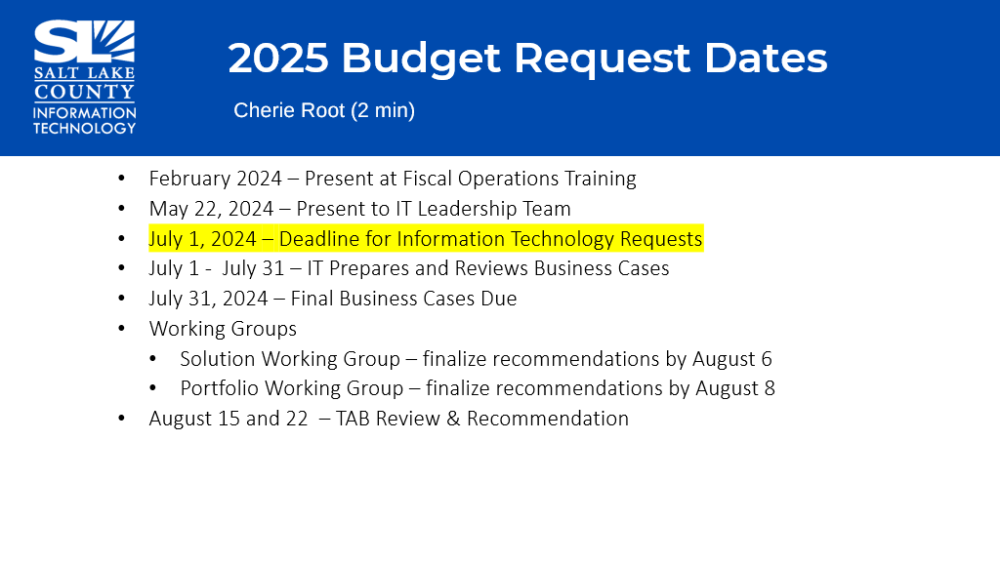 SL
SALT LAKE
COUNTY
INFORMATION
TECHNOLOGY
2025 Budget Request Dates
Cherie Root (2 min)
• February 2024 – Present at Fiscal Operations Training
• May 22, 2024 – Present to IT Leadership Team
• July 1, 2024 – Deadline for Information Technology Requests
• July 1 -  July 31 – IT Prepares and Reviews Business Cases
• July 31, 2024 – Final Business Cases Due
• Working Groups
• Solution Working Group – finalize recommendations by August 6
• Portfolio Working Group – finalize recommendations by August 8
• August 15 and 22  – TAB Review & Recommendation